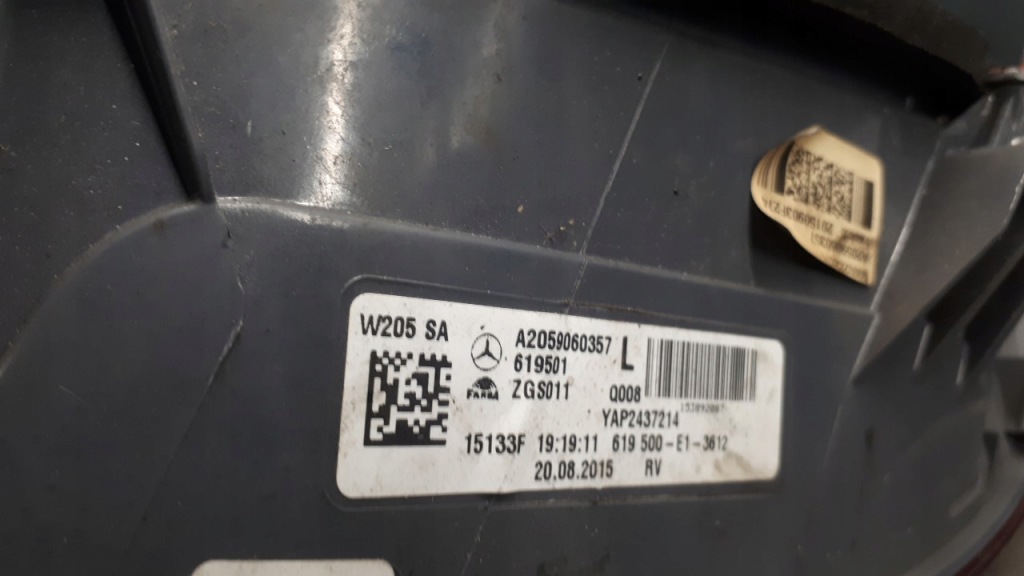 W205 SA
A2059060357 L
619501
FARBA
ZGS011 Q008
YAP2437214
15133F 19:19:11 619 500-E1-3612
20.08.2015 RV